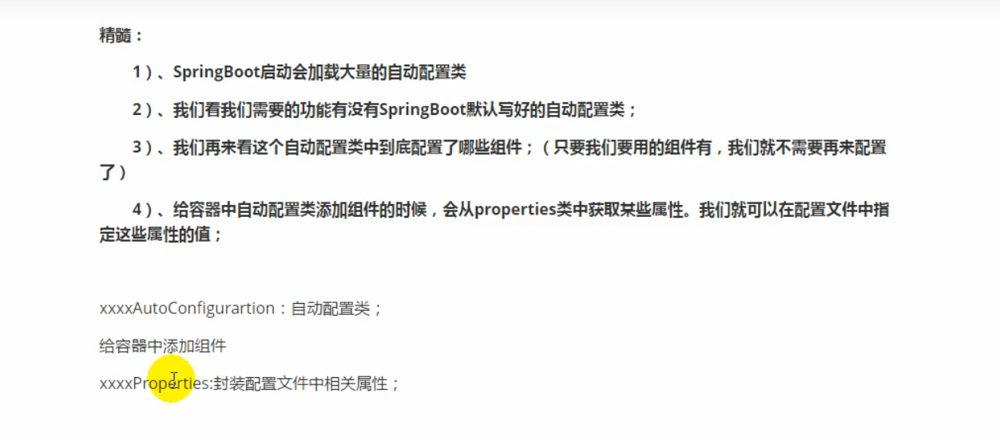 精髓：
1）、SpringBoot启动会加载大量的自动配置类
2）、我们看我们需要的功能有没有SpringBoot默认写好的自动配置类；
3）、我们再来看这个自动配置类中到底配置了哪些组件；（只要我们要用的组件有，我们就不需要再来配置
了）
4）、给容器中自动配置类添加组件的时候，会从properties类中获取某些属性。我们就可以在配置文件中指
定这些属性的值；
xxxxAutoConfigurartion：自动配置类；
给容器中添加组件
xxxxProperties:封装配置文件中相关属性；